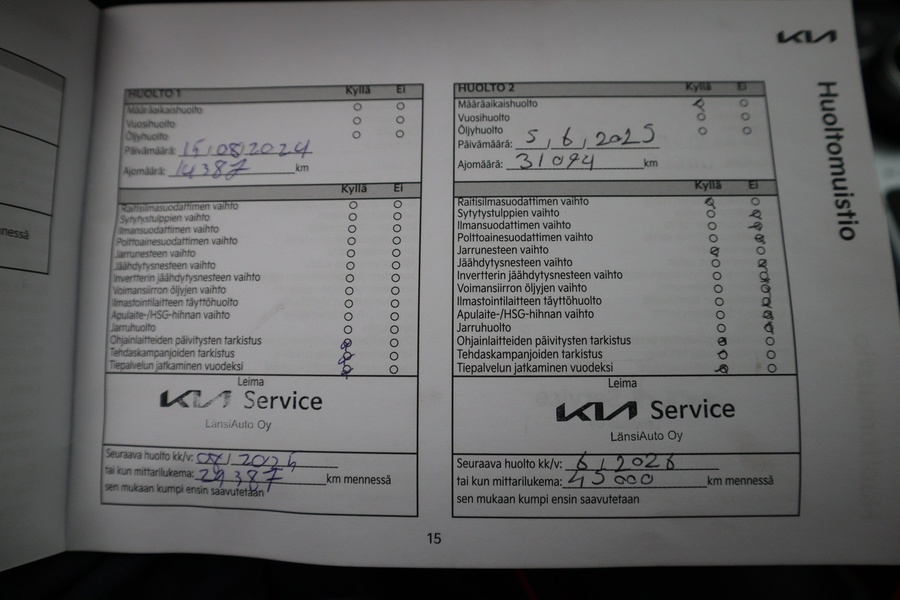 KIA
Huoltomuistio
nnessä
HUOLTO 1 Kyllä Ei
Määräaikaishuolto
Vuosihuolto
Öljyhuolto
Päivämäärä: 15/08/2024
Ajomäärä: 14387 km
Kyllä Ei
Raitisilmasuodattimen vaihto
Sytytystulppien vaihto
Ilmansuodattimen vaihto
Polttoainesuodattimen vaihto
Jarrunesteen vaihto
Jäähdytysnesteen vaihto
Invertterin jäähdytysnesteen vaihto
Voimansiirron öljyjen vaihto
Ilmastointilaitteen täyttöhuolto
Apulaite-/HSG-hihnan vaihto
Jarruhuolto
Ohjainlaitteiden päivitysten tarkistus
Tehdaskampanjoiden tarkistus
Tiepalvelun jatkaminen vuodeksi
Leima
KIA Service
LänsiAuto Oy
Seuraava huolto kk/v: 08/2025
tai kun mittarilukema: 29387 km mennessä
sen mukaan kumpi ensin saavutetaan
HUOLTO 2 Kyllä Ei
Määräaikaishuolto
Vuosihuolto
Öljyhuolto
Päivämäärä: 5/6/2025
Ajomäärä: 31094 km
Kyllä Ei
Raitisilmasuodattimen vaihto
Sytytystulppien vaihto
Ilmansuodattimen vaihto
Polttoainesuodattimen vaihto
Jarrunesteen vaihto
Jäähdytysnesteen vaihto
Invertterin jäähdytysnesteen vaihto
Voimansiirron öljyjen vaihto
Ilmastointilaitteen täyttöhuolto
Apulaite-/HSG-hihnan vaihto
Jarruhuolto
Ohjainlaitteiden päivitysten tarkistus
Tehdaskampanjoiden tarkistus
Tiepalvelun jatkaminen vuodeksi
Leima
KIA Service
LänsiAuto Oy
Seuraava huolto kk/v: 6/2026
tai kun mittarilukema: 45000 km mennessä
sen mukaan kumpi ensin saavutetaan
15